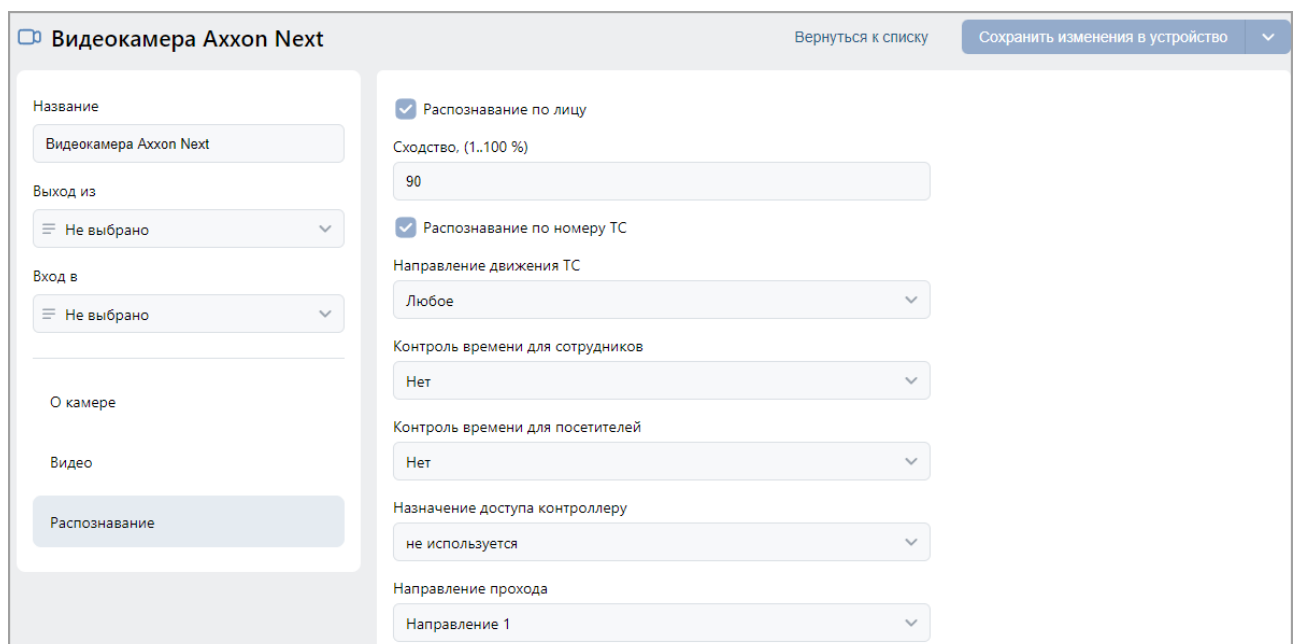 Видеокамера Axxon Next
Вернуться к списку
Сохранить изменения в устройство
Название
Видеокамера Axxon Next
Выход из
Не выбрано
Вход в
Не выбрано
О камере
Видео
Распознавание
Распознавание по лицу
Сходство, (1..100 %)
90
Распознавание по номеру ТС
Направление движения ТС
Любое
Контроль времени для сотрудников
Нет
Контроль времени для посетителей
Нет
Назначение доступа контроллеру
не используется
Направление прохода
Направление 1